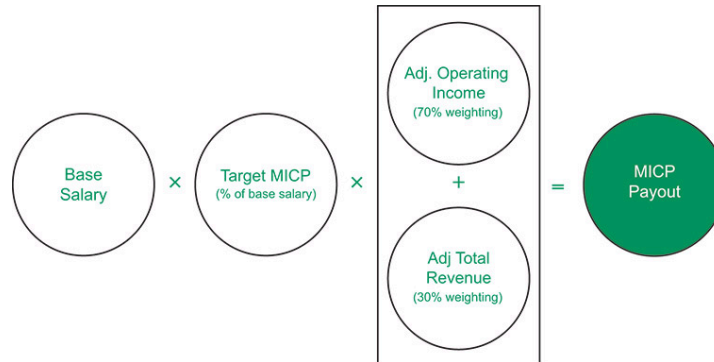 Base
Salary
×
Target MICP
(% of base salary)
×
Adj. Operating
Income
(70% weighting)
+
Adj Total
Revenue
(30% weighting)
=
MICP
Payout